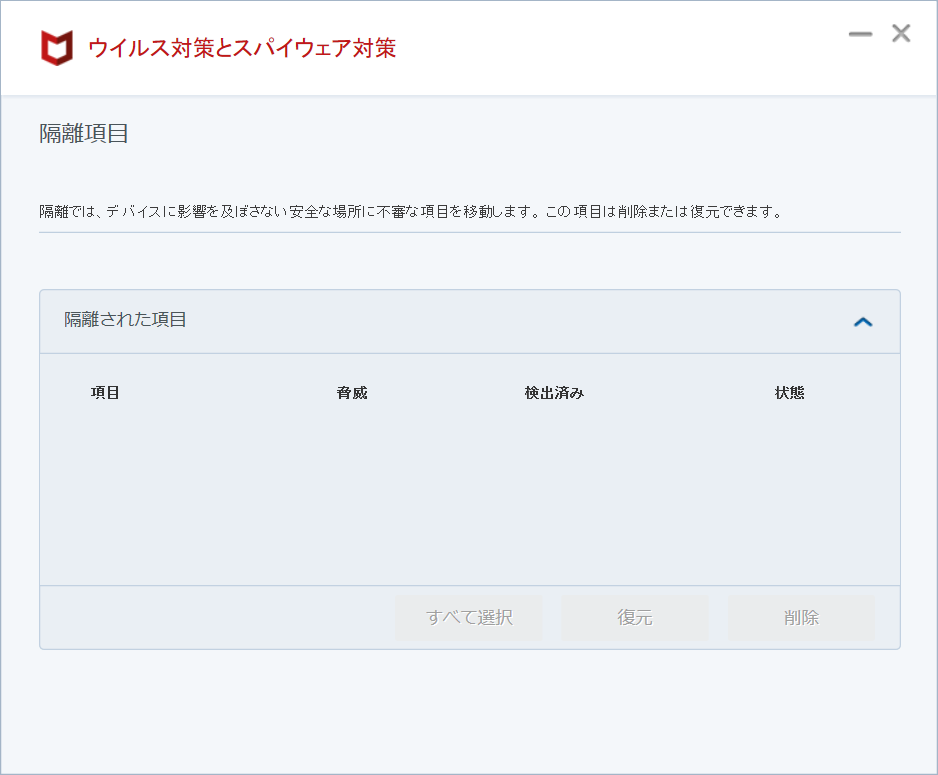 ウイルス対策とスパイウェア対策
隔離項目
隔離では、デバイスに影響を及ぼさない安全な場所に不審な項目を移動します。この項目は削除または復元できます。
隔離された項目
項目 脅威 検出済み 状態
すべて選択 復元 削除